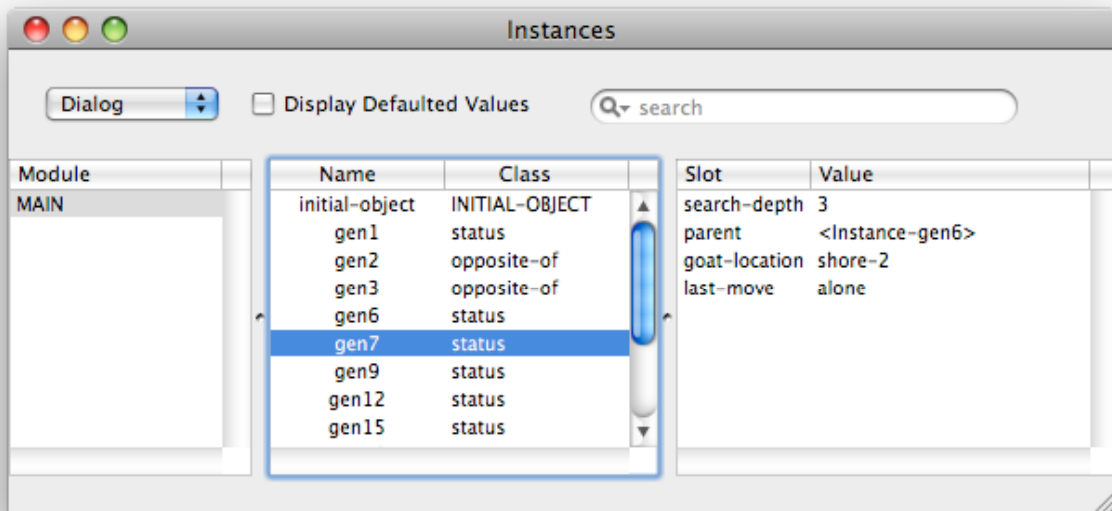 Instances
Dialog Display Defaulted Values search
Module Name Class Slot Value
MAIN initial-object INITIAL-OBJECT search-depth 3
gen1 status parent <Instance-gen6>
gen2 opposite-of goat-location shore-2
gen3 opposite-of last-move alone
gen6 status
gen7 status
gen9 status
gen12 status
gen15 status